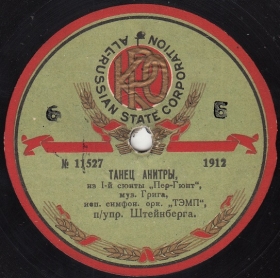 ALL-RUSSIAN STATE CORPORATION
6 Б
№ 11527 1912
ТАНЕЦ АНИТРЫ,
из I-й сюиты „Пер-Гюнт",
муз. Грига,
исп. симфон. орк. „ТЭМП",
п/упр. Штейнберга.